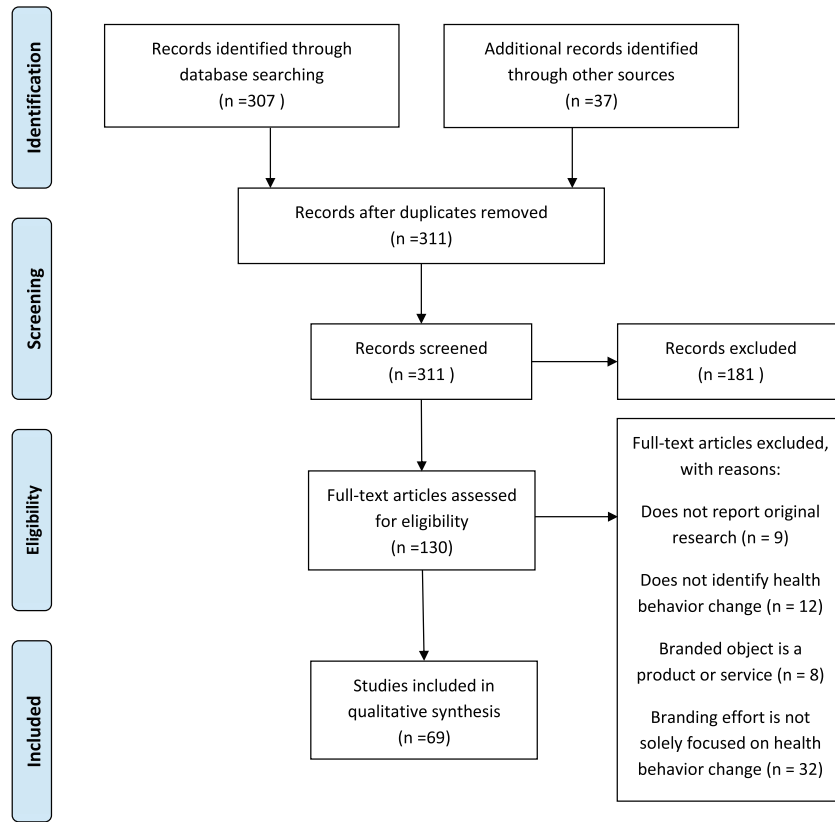 Identification
Records identified through
database searching
(n =307 )
Additional records identified
through other sources
(n =37)
Records after duplicates removed
(n =311)
Screening
Records screened
(n =311 )
Records excluded
(n =181 )
Eligibility
Full-text articles assessed
for eligibility
(n =130)
Full-text articles excluded,
with reasons:
Does not report original
research (n = 9)
Does not identify health
behavior change (n = 12)
Branded object is a
product or service (n = 8)
Branding effort is not
solely focused on health
behavior change (n = 32)
Included
Studies included in
qualitative synthesis
(n =69)